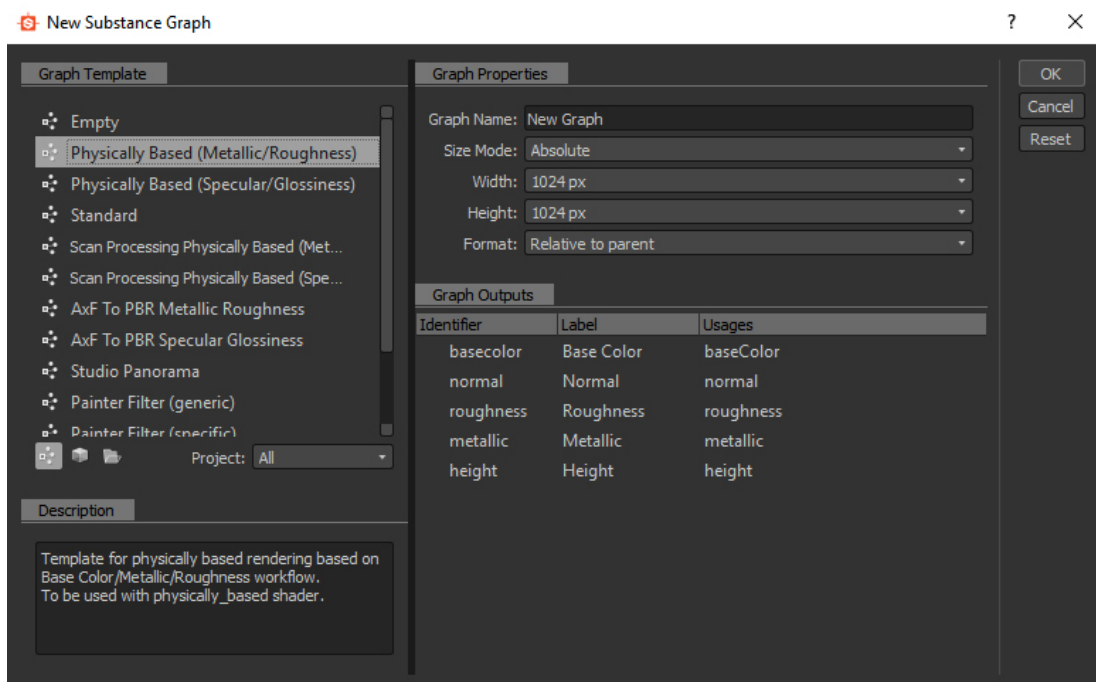 New Substance Graph
Graph Template
Empty
Physically Based (Metallic/Roughness)
Physically Based (Specular/Glossiness)
Standard
Scan Processing Physically Based (Met...
Scan Processing Physically Based (Spe...
AxF To PBR Metallic Roughness
AxF To PBR Specular Glossiness
Studio Panorama
Painter Filter (generic)
Painter Filter (specific)
Project: All
Description
Template for physically based rendering based on
Base Color/Metallic/Roughness workflow.
To be used with physically_based shader.
Graph Properties
Graph Name: New Graph
Size Mode: Absolute
Width: 1024 px
Height: 1024 px
Format: Relative to parent
Graph Outputs
Identifier Label Usages
basecolor Base Color baseColor
normal Normal normal
roughness Roughness roughness
metallic Metallic metallic
height Height height
OK
Cancel
Reset